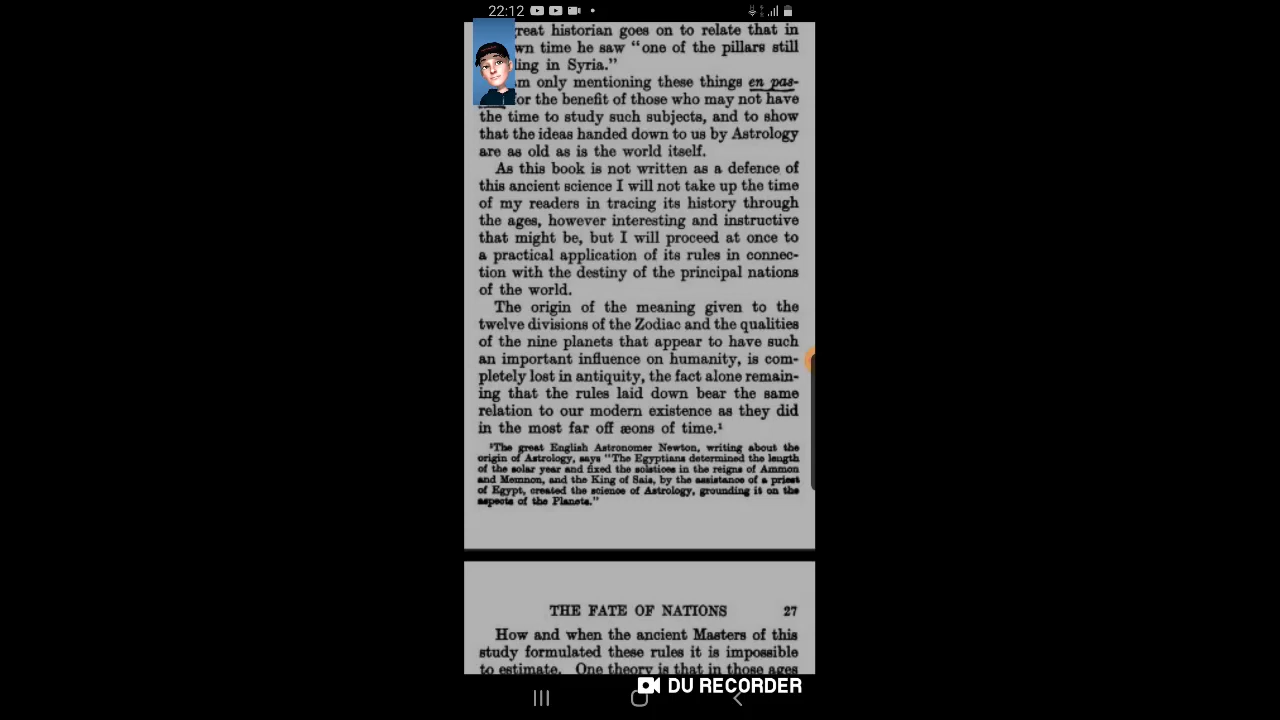 22:12
great historian goes on to relate that in
wn time he saw "one of the pillars still
ling in Syria."
m only mentioning these things en pas-
for the benefit of those who may not have
the time to study such subjects, and to show
that the ideas handed down to us by Astrology
are as old as is the world itself.
As this book is not written as a defence of
this ancient science I will not take up the time
of my readers in tracing its history through
the ages, however interesting and instructive
that might be, but I will proceed at once to
a practical application of its rules in connec-
tion with the destiny of the principal nations
of the world.
The origin of the meaning given to the
twelve divisions of the Zodiac and the qualities
of the nine planets that appear to have such
an important influence on humanity, is com-
pletely lost in antiquity, the fact alone remain-
ing that the rules laid down bear the same
relation to our modern existence as they did
in the most far off æons of time.¹
¹The great English Astronomer Newton, writing about the
origin of Astrology, says "The Egyptians determined the length
of the solar year and fixed the solstices in the reigns of Ammon
and Memnon, and the King of Sais, by the assistance of a priest
of Egypt, created the science of Astrology, grounding it on the
aspects of the Planets."
THE FATE OF NATIONS 27
How and when the ancient Masters of this
study formulated these rules it is impossible
to estimate. One theory is that in those ages
DU RECORDER